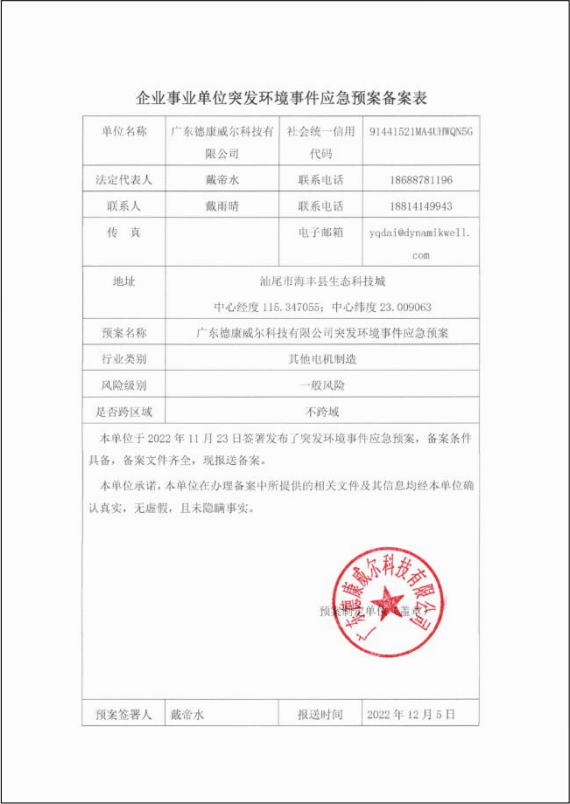 企业事业单位突发环境事件应急预案备案表
单位名称 广东德康威尔科技有限公司 社会统一信用代码 91441521MA4UHWQN5G
法定代表人 戴帝水 联系电话 18688781196
联系人 戴雨晴 联系电话 18814149943
传 真 电子邮箱 yqdai@dynamikwell.com
地址 汕尾市海丰县生态科技城
中心经度 115.347055；中心纬度 23.009063
预案名称 广东德康威尔科技有限公司突发环境事件应急预案
行业类别 其他电机制造
风险级别 一般风险
是否跨区域 不跨域
本单位于 2022 年 11 月 23 日签署发布了突发环境事件应急预案，备案条件
具备，备案文件齐全，现报送备案。
本单位承诺，本单位在办理备案中所提供的相关文件及其信息均经本单位确
认真实，无虚假，且未隐瞒事实。
广东德康威尔科技有限公司
预案制定单位（盖章）
预案签署人 戴帝水 报送时间 2022 年 12 月 5 日